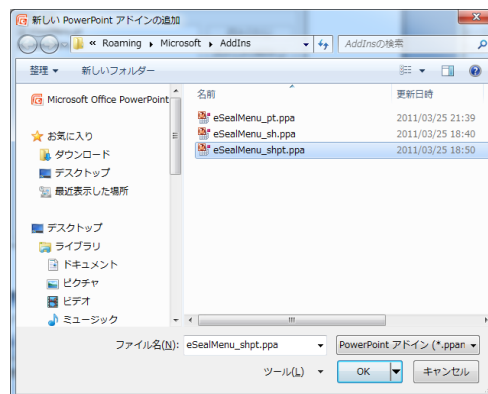 新しい PowerPoint アドインの追加
« Roaming ▸ Microsoft ▸ AddIns
AddInsの検索
整理 ▼ 新しいフォルダー
Microsoft Office PowerPoint
お気に入り
ダウンロード
デスクトップ
最近表示した場所
デスクトップ
ライブラリ
ドキュメント
ピクチャ
ビデオ
ミュージック
名前 更新日時
eSealMenu_pt.ppa 2011/03/25 21:39
eSealMenu_sh.ppa 2011/03/25 18:40
eSealMenu_shpt.ppa 2011/03/25 18:50
ファイル名(N): eSealMenu_shpt.ppa PowerPoint アドイン (*.ppam
ツール(L) OK キャンセル